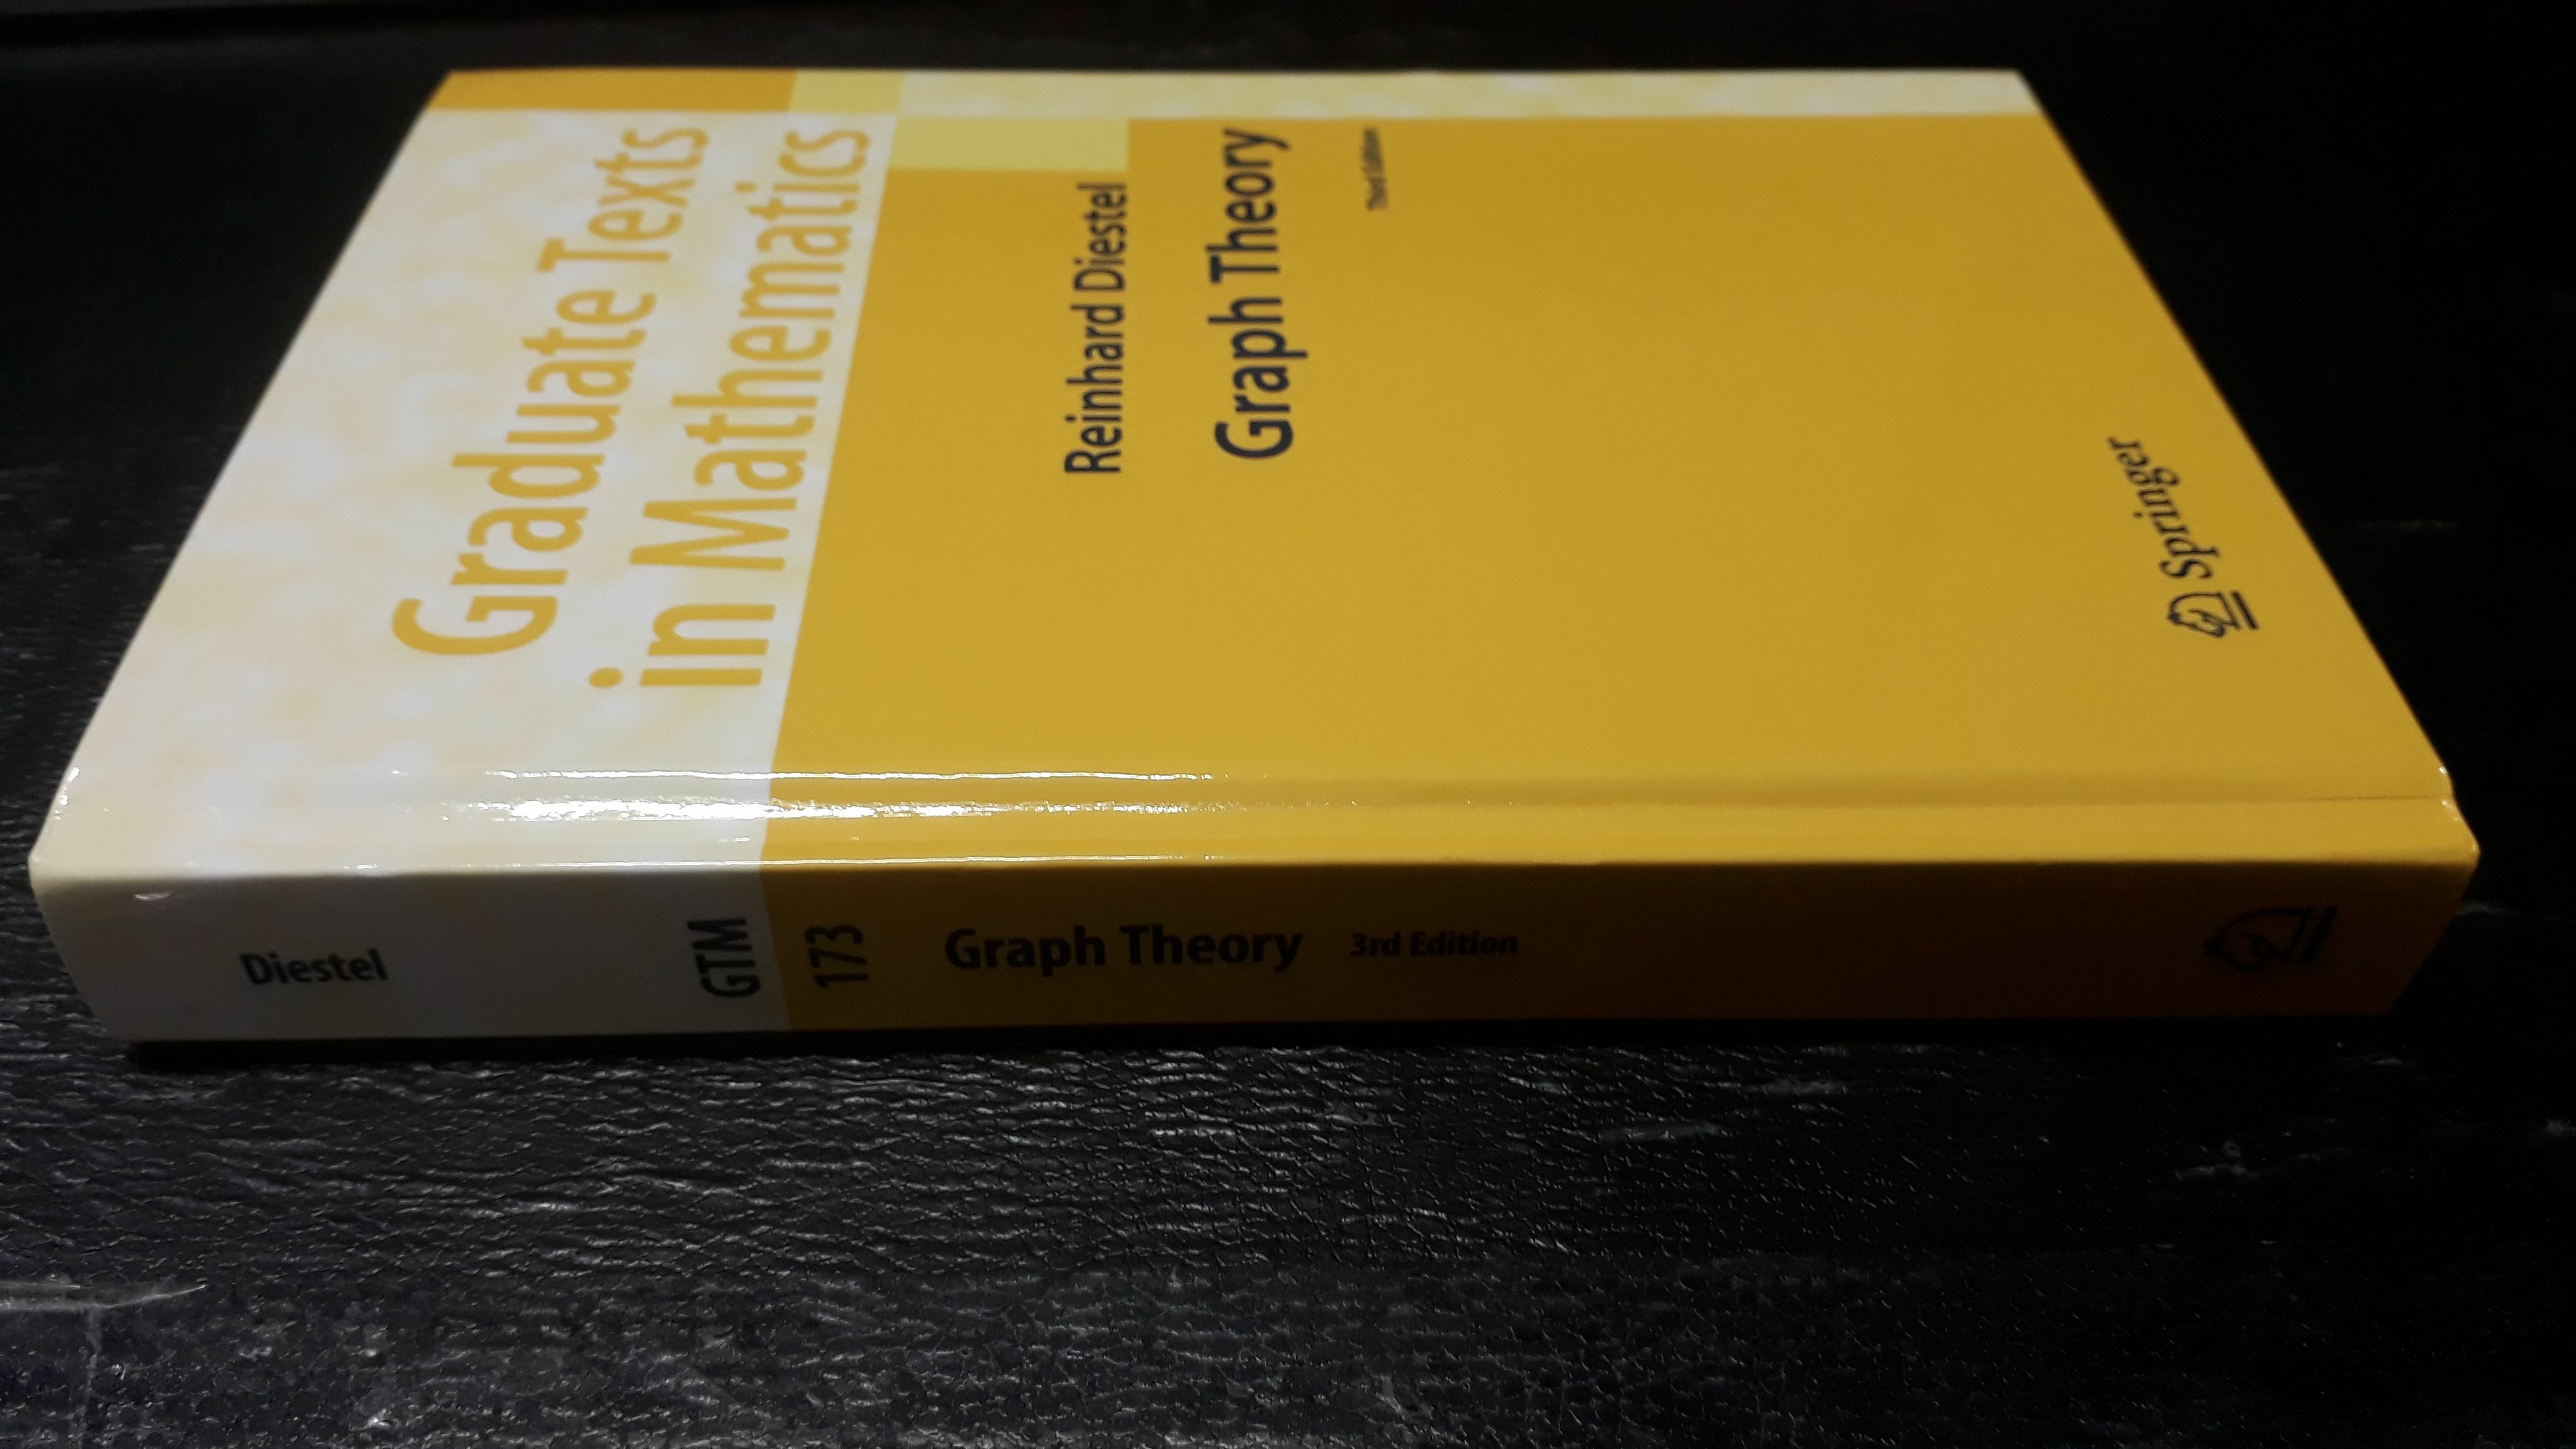 Graduate Texts
in Mathematics
Reinhard Diestel
Graph Theory
Third Edition
Springer
Diestel
GTM
173
Graph Theory
3rd Edition